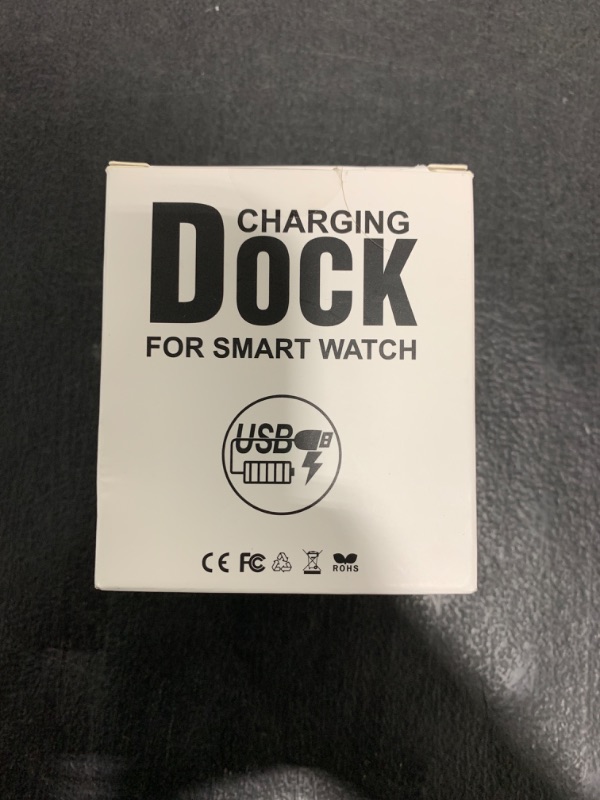 CHARGING
DOCK
FOR SMART WATCH
USB
CE FC ROHS